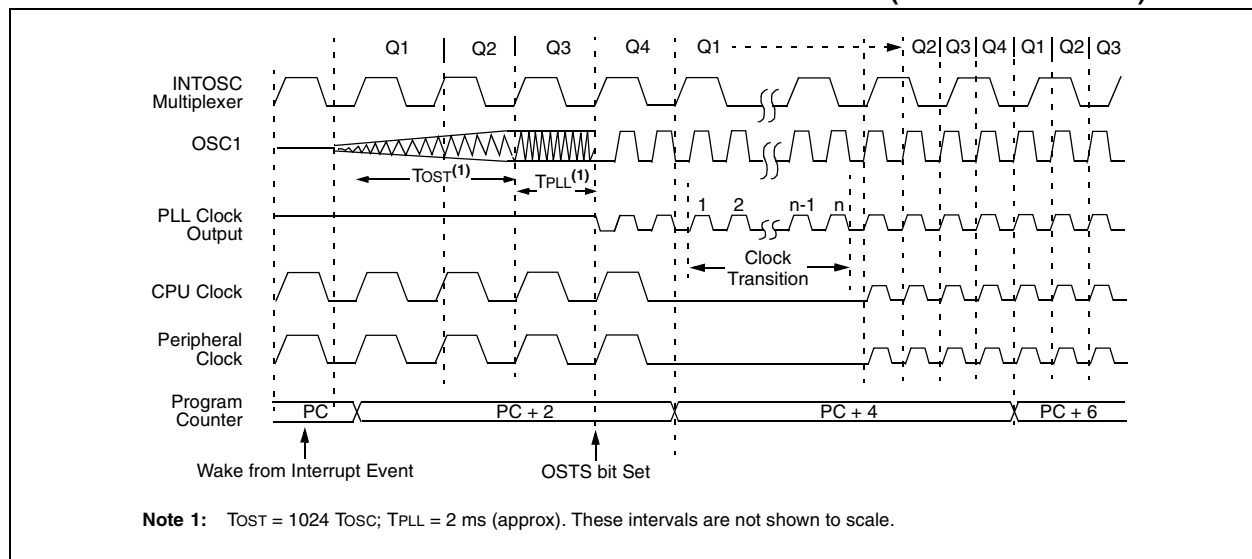 Q1 Q2 Q3 Q4 Q1 Q2 Q3 Q4 Q1 Q2 Q3
INTOSC
Multiplexer
OSC1
TOST(1) TPLL(1)
PLL Clock
Output
1 2 n-1 n
Clock
Transition
CPU Clock
Peripheral
Clock
Program
Counter
PC PC + 2 PC + 4 PC + 6
Wake from Interrupt Event OSTS bit Set
Note 1: TOST = 1024 TOSC; TPLL = 2 ms (approx). These intervals are not shown to scale.